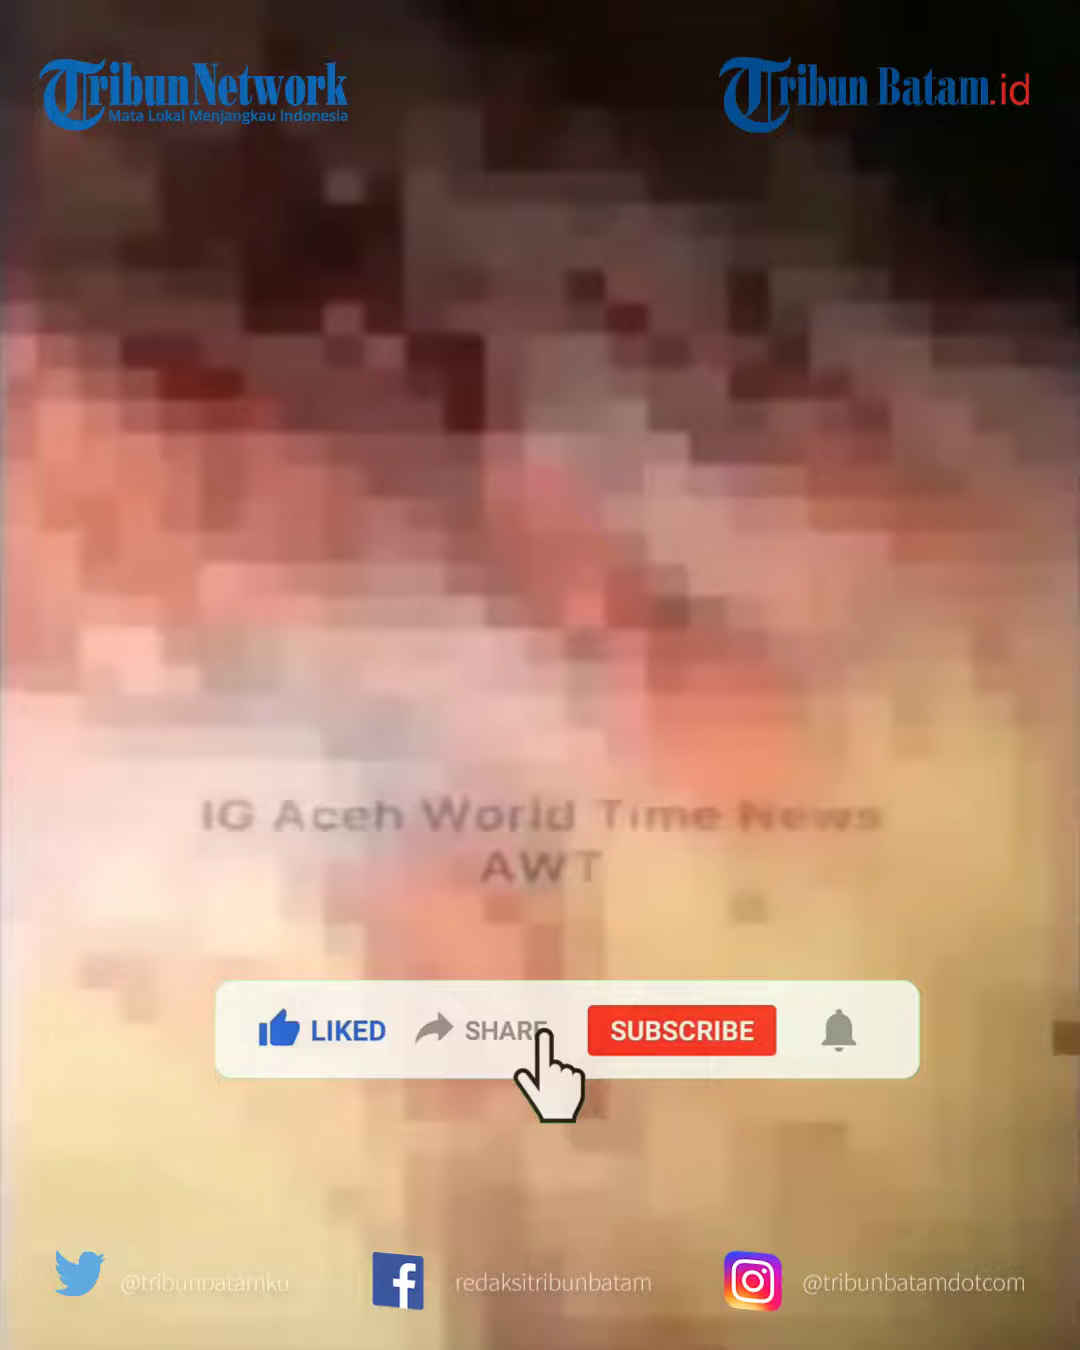 TribunNetwork
Mata Lokal Menjangkau Indonesia
Tribun Batam.id
IG Aceh World Time News
AWT
LIKED SHARE SUBSCRIBE
@tribunbatamku redaksitribunbatam @tribunbatamdotcom